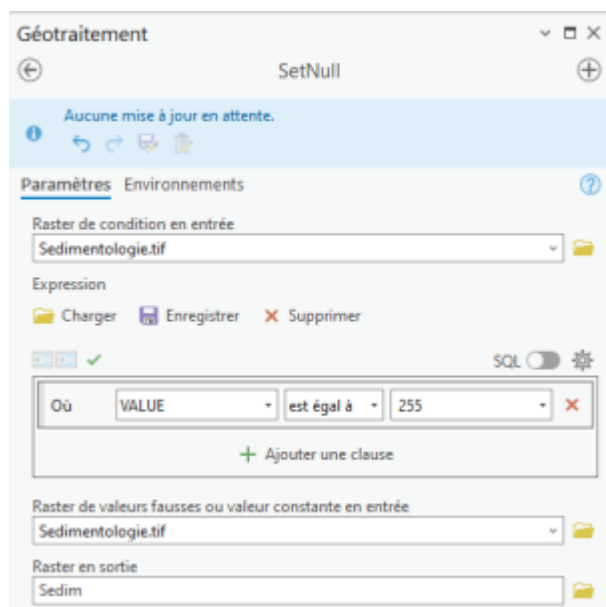 Géotraitement
SetNull
Aucune mise à jour en attente.
Paramètres Environnements
Raster de condition en entrée
Sedimentologie.tif
Expression
Charger Enregistrer Supprimer
SQL
Où VALUE est égal à 255
Ajouter une clause
Raster de valeurs fausses ou valeur constante en entrée
Sedimentologie.tif
Raster en sortie
Sedim